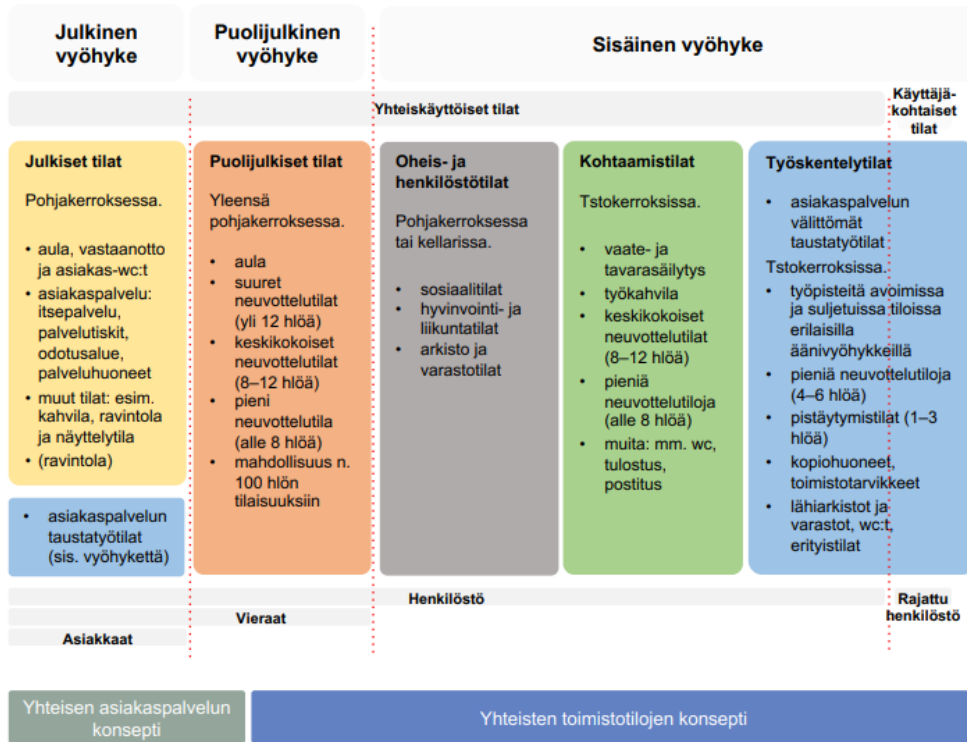 Julkinen
vyöhyke
Puolijulkinen
vyöhyke
Sisäinen vyöhyke
Yhteiskäyttöiset tilat
Käyttäjä-
kohtaiset
tilat
Julkiset tilat
Pohjakerroksessa.
• aula, vastaanotto
ja asiakas-wc:t
• asiakaspalvelu:
itsepalvelu,
palvelutiskit,
odotusalue,
palveluhuoneet
• muut tilat: esim.
kahvila, ravintola
ja näyttelytila
• (ravintola)
• asiakaspalvelun
taustatyötilat
(sis. vyöhykettä)
Puolijulkiset tilat
Yleensä
pohjakerroksessa.
• aula
• suuret
neuvottelutilat
(yli 12 hlöä)
• keskikokoiset
neuvottelutilat
(8–12 hlöä)
• pieni
neuvottelutila
(alle 8 hlöä)
• mahdollisuus n.
100 hlön
tilaisuuksiin
Oheis- ja
henkilöstötilat
Pohjakerroksessa
tai kellarissa.
• sosiaalitilat
• hyvinvointi- ja
liikuntatilat
• arkisto ja
varastotilat
Kohtaamistilat
Tstokerroksissa.
• vaate- ja
tavarasäilytys
• työkahvila
• keskikokoiset
neuvottelutilat
(8–12 hlöä)
• pieniä
neuvottelutiloja
(alle 8 hlöä)
• muita: mm. wc,
tulostus,
postitus
Työskentelytilat
• asiakaspalvelun
välittömät
taustatyötilat
Tstokerroksissa.
• työpisteitä avoimissa
ja suljetuissa tiloissa
erilaisilla
äänivyöhykkeillä
• pieniä neuvottelutiloja
(4–6 hlöä)
• pistäytymistilat (1–3
hlöä)
• kopiohuoneet,
toimistotarvikkeet
• lähiarkistot ja
varastot, wc:t,
erityistilat
Henkilöstö
Rajattu
henkilöstö
Vieraat
Asiakkaat
Yhteisen asiakaspalvelun
konsepti
Yhteisten toimistotilojen konsepti